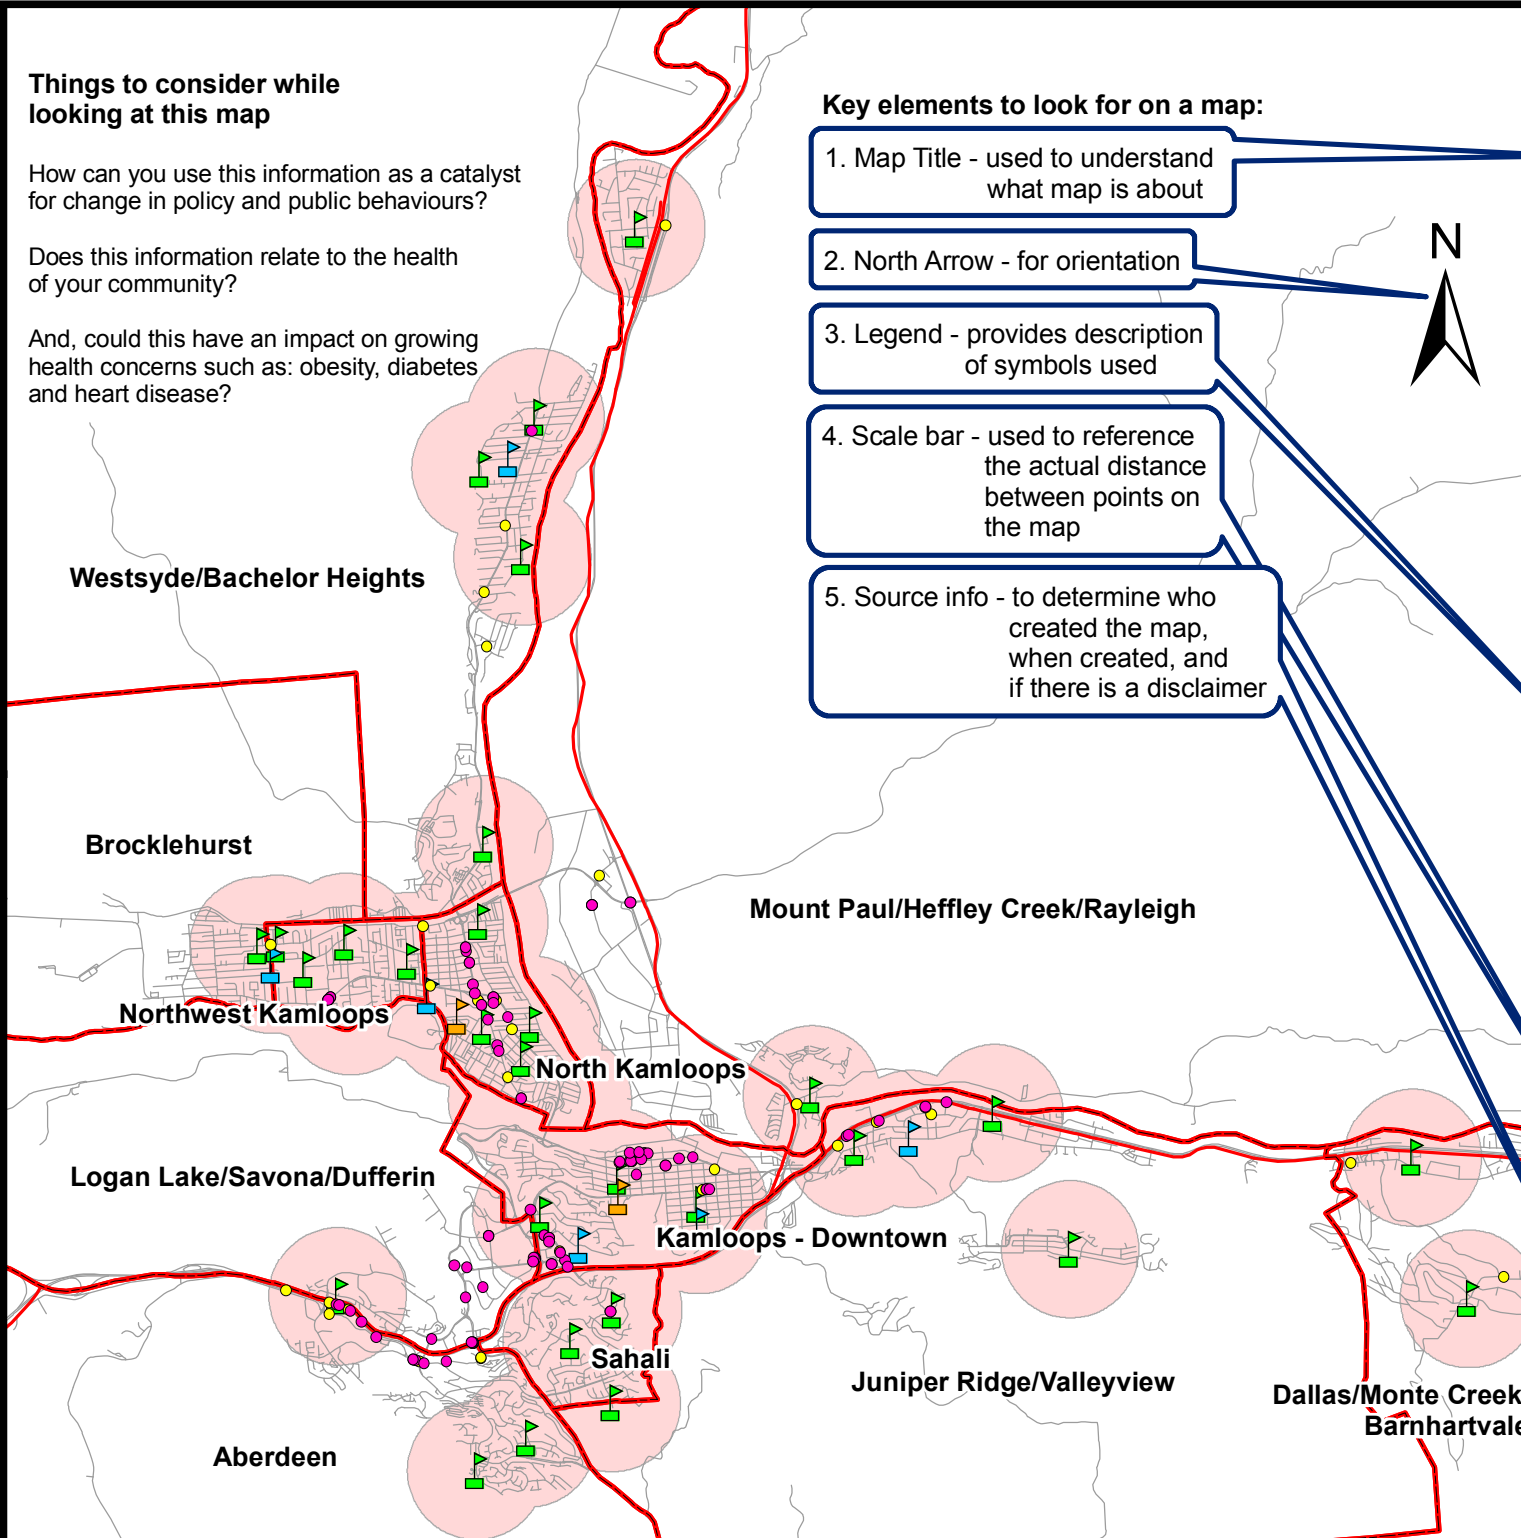 Things to consider while
looking at this map
How can you use this information as a catalyst
for change in policy and public behaviours?
Does this information relate to the health
of your community?
And, could this have an impact on growing
health concerns such as: obesity, diabetes
and heart disease?
Key elements to look for on a map:
1. Map Title - used to understand
what map is about
2. North Arrow - for orientation
3. Legend - provides description
of symbols used
4. Scale bar - used to reference
the actual distance
between points on
the map
5. Source info - to determine who
created the map,
when created, and
if there is a disclaimer
N
Westsyde/Bachelor Heights
Brocklehurst
Mount Paul/Heffley Creek/Rayleigh
Northwest Kamloops
North Kamloops
Logan Lake/Savona/Dufferin
Kamloops - Downtown
Sahali
Juniper Ridge/Valleyview
Dallas/Monte Creek
Barnhartvale
Aberdeen